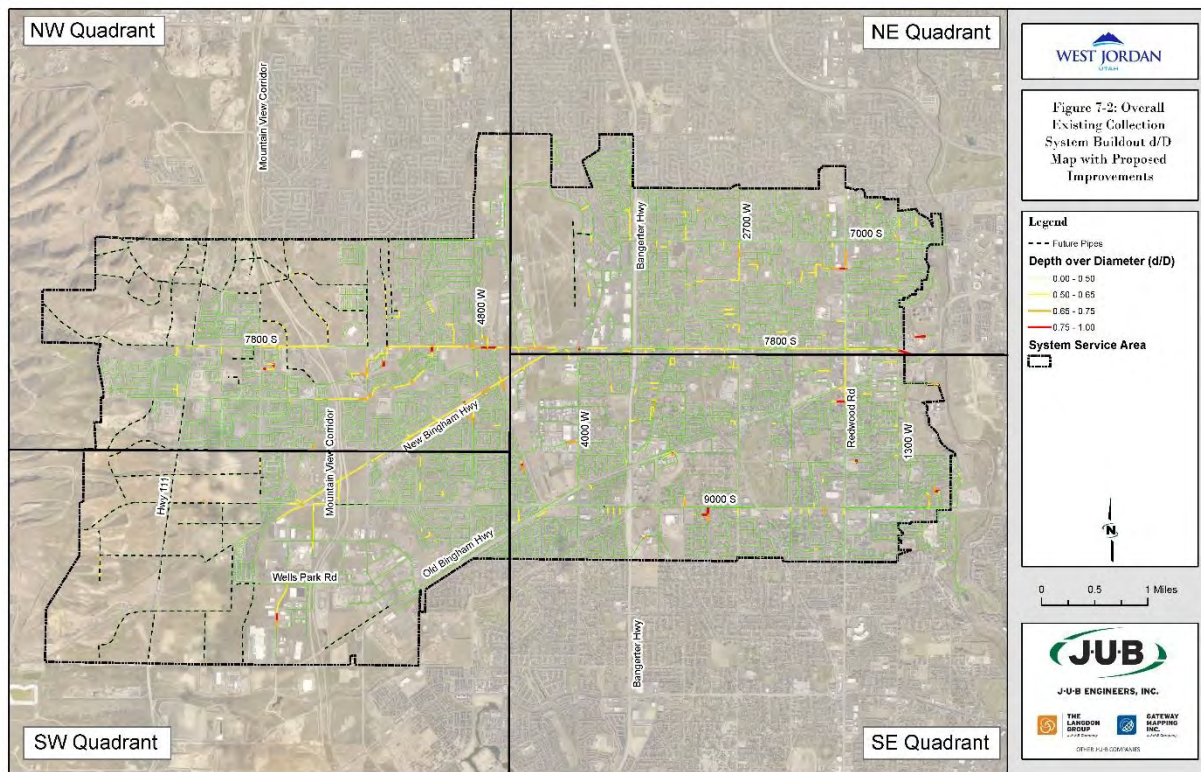 NW Quadrant
NE Quadrant
Mountain View Corridor
Bangerter Hwy
2700 W
7000 S
4800 W
7800 S
7800 S
New Bingham Hwy
4000 W
Redwood Rd
1300 W
Hwy 111
Mountain View Corridor
9000 S
Old Bingham Hwy
Wells Park Rd
Bangerter Hwy
SW Quadrant
SE Quadrant
WEST JORDAN
UTAH
Figure 7-2: Overall
Existing Collection
System Buildout d/D
Map with Proposed
Improvements
Legend
Future Pipes
Depth over Diameter (d/D)
0.00 - 0.50
0.50 - 0.65
0.65 - 0.75
0.75 - 1.00
System Service Area
N
0 0.5 1 Miles
J·U·B
J·U·B ENGINEERS, INC.
THE
LANGDON
GROUP
a J·U·B Company
GATEWAY
MAPPING
INC.
a J·U·B Company
OTHER J·U·B COMPANIES